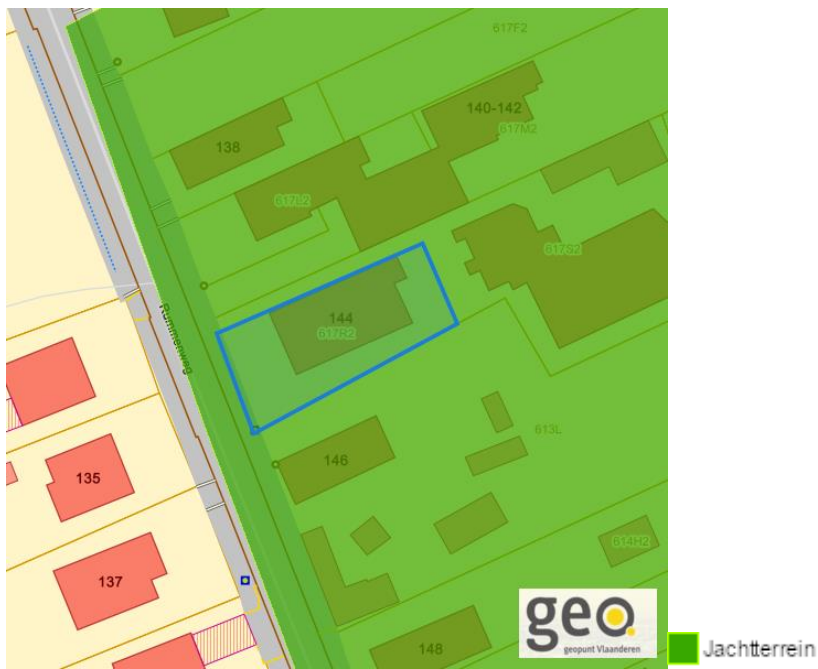 617F2
140-142
617M2
138
617L2
617S2
144
617R2
Rummenweg
613L
146
135
614H2
137
148
geo.
geopunt Vlaanderen
Jachtterrein